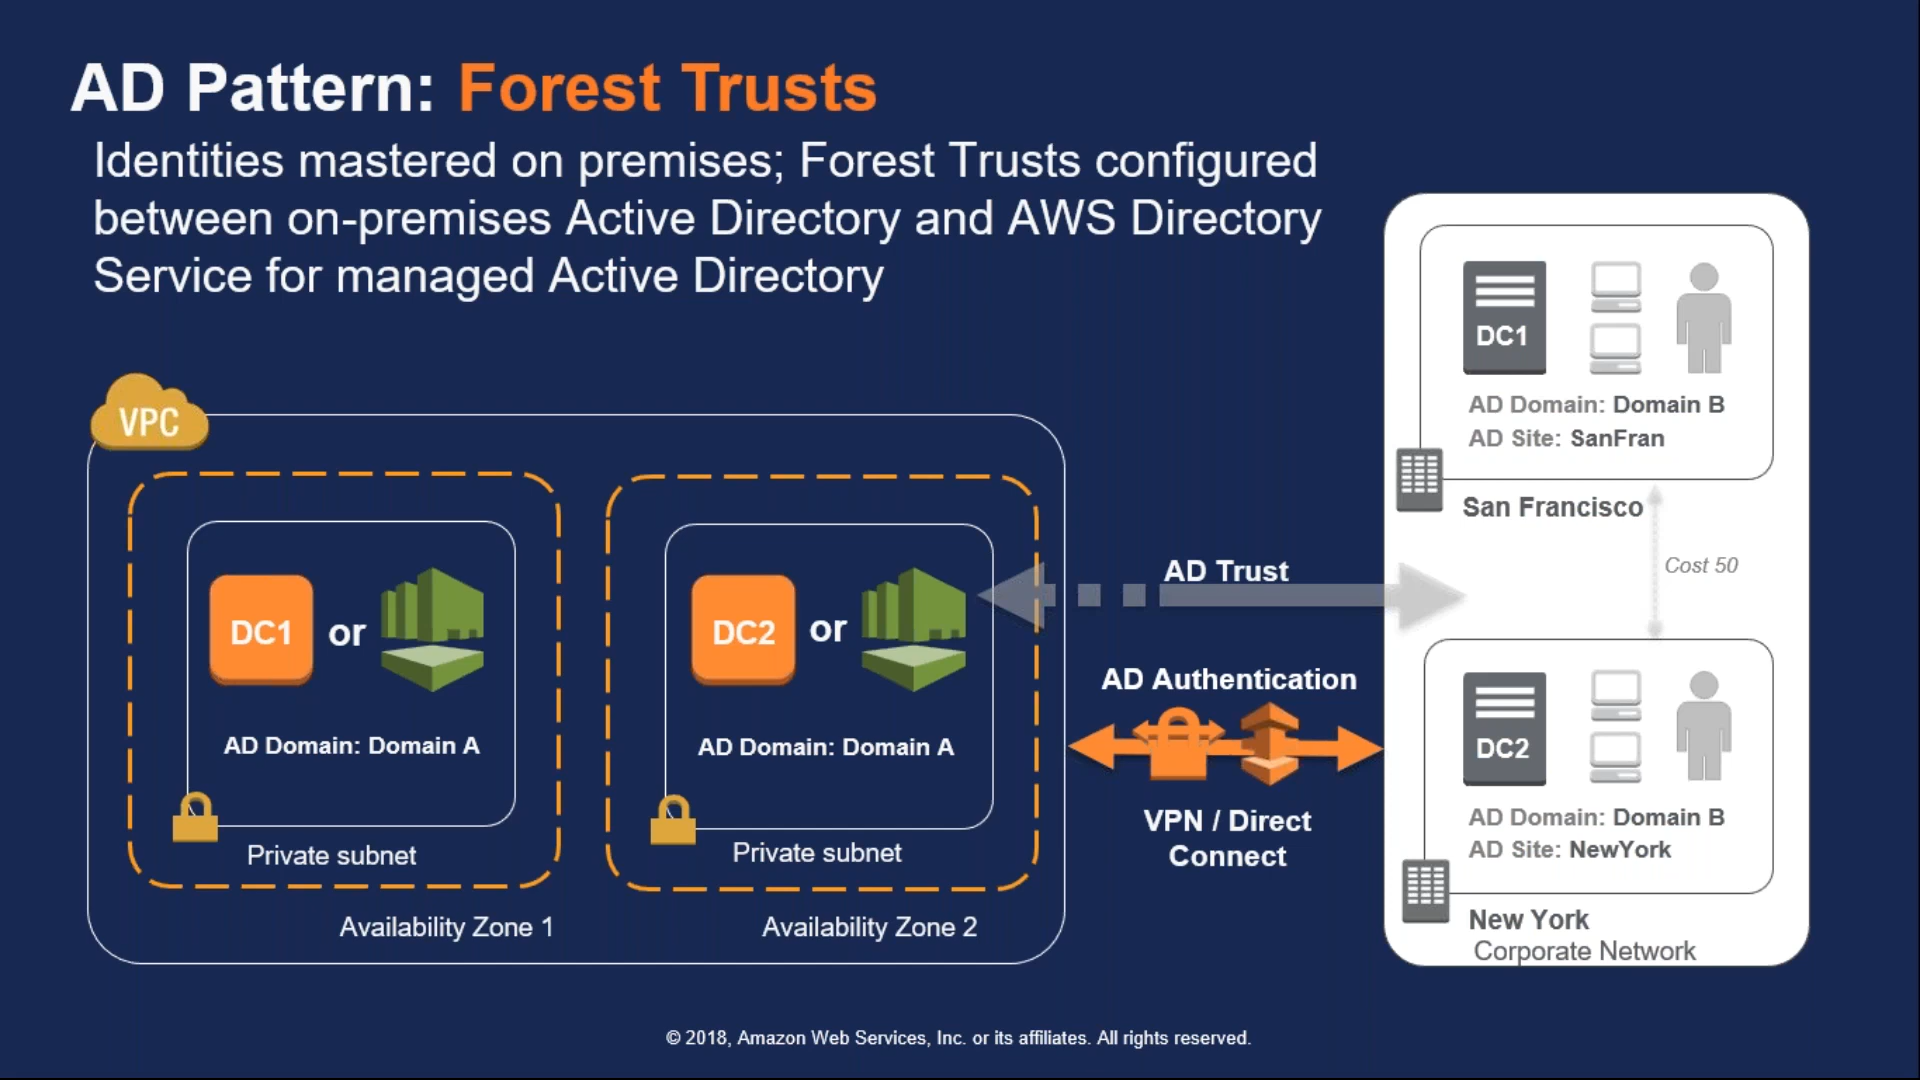 AD Pattern: Forest Trusts
Identities mastered on premises; Forest Trusts configured
between on-premises Active Directory and AWS Directory
Service for managed Active Directory
VPC
DC1 or
AD Domain: Domain A
Private subnet
Availability Zone 1
DC2 or
AD Domain: Domain A
Private subnet
Availability Zone 2
AD Trust
AD Authentication
VPN / Direct
Connect
DC1
AD Domain: Domain B
AD Site: SanFran
San Francisco
Cost 50
DC2
AD Domain: Domain B
AD Site: NewYork
New York
Corporate Network
© 2018, Amazon Web Services, Inc. or its affiliates. All rights reserved.